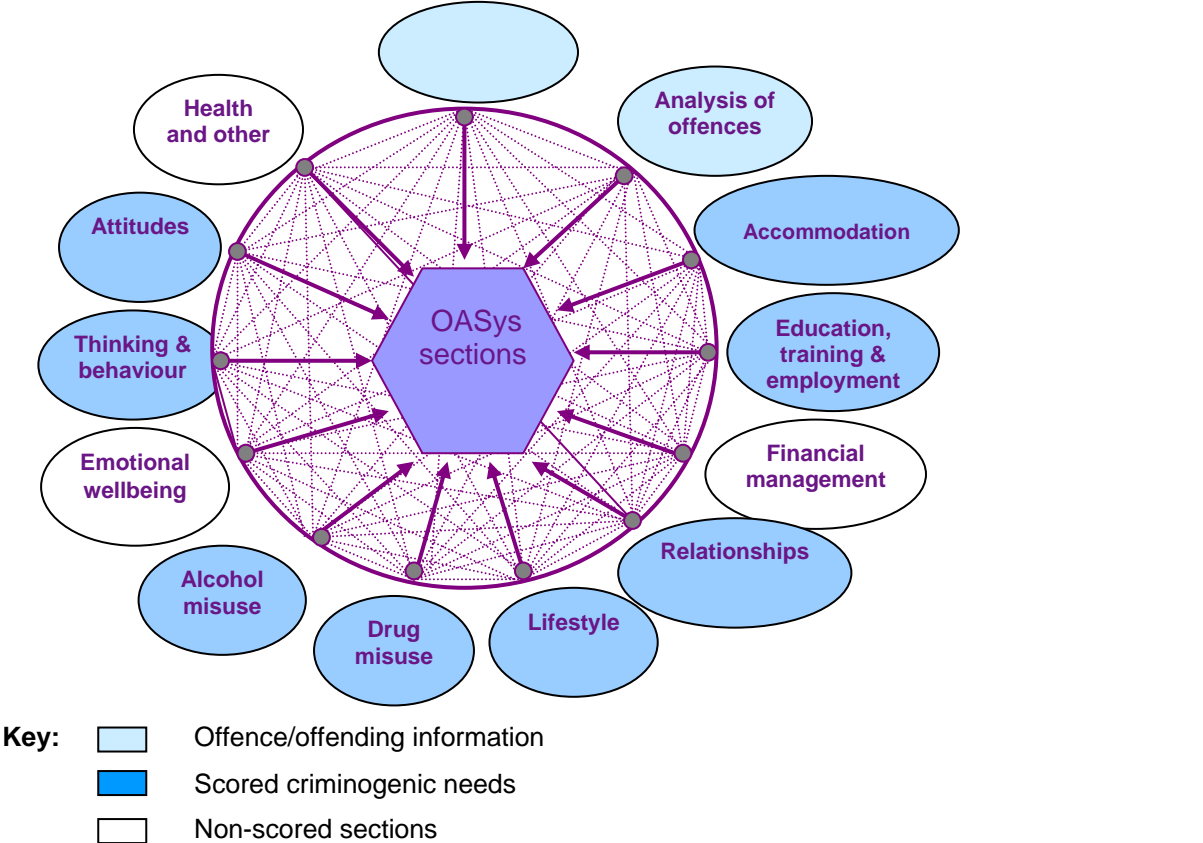 Health
and other
Analysis of
offences
Attitudes
Accommodation
Thinking &
behaviour
OASys
sections
Education,
training &
employment
Emotional
wellbeing
Financial
management
Relationships
Alcohol
misuse
Drug
misuse
Lifestyle
Key:
Offence/offending information
Scored criminogenic needs
Non-scored sections